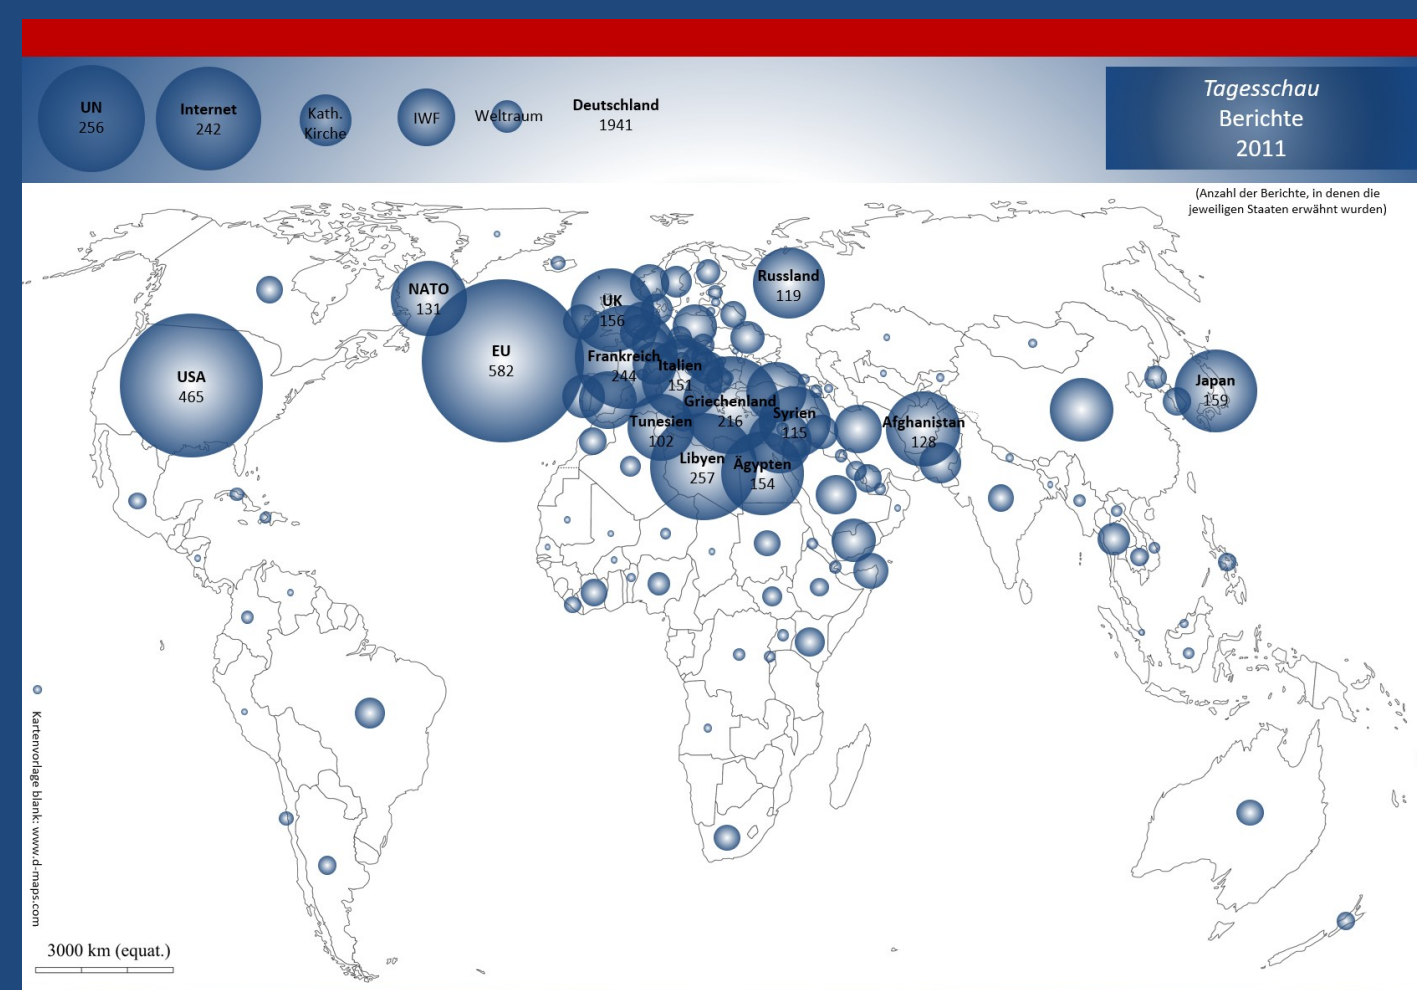 UN
256
Internet
242
Kath.
Kirche
IWF
Weltraum
Deutschland
1941
Tagesschau
Berichte
2011
(Anzahl der Berichte, in denen die
jeweiligen Staaten erwähnt wurden)
NATO
131
UK
156
Russland
119
EU
582
USA
465
Frankreich
244
Italien
151
Japan
159
Griechenland
216
Syrien
115
Afghanistan
128
Tunesien
102
Libyen
257
Ägypten
154
Kartenvorlage blank: www.d-maps.com
3000 km (equat.)